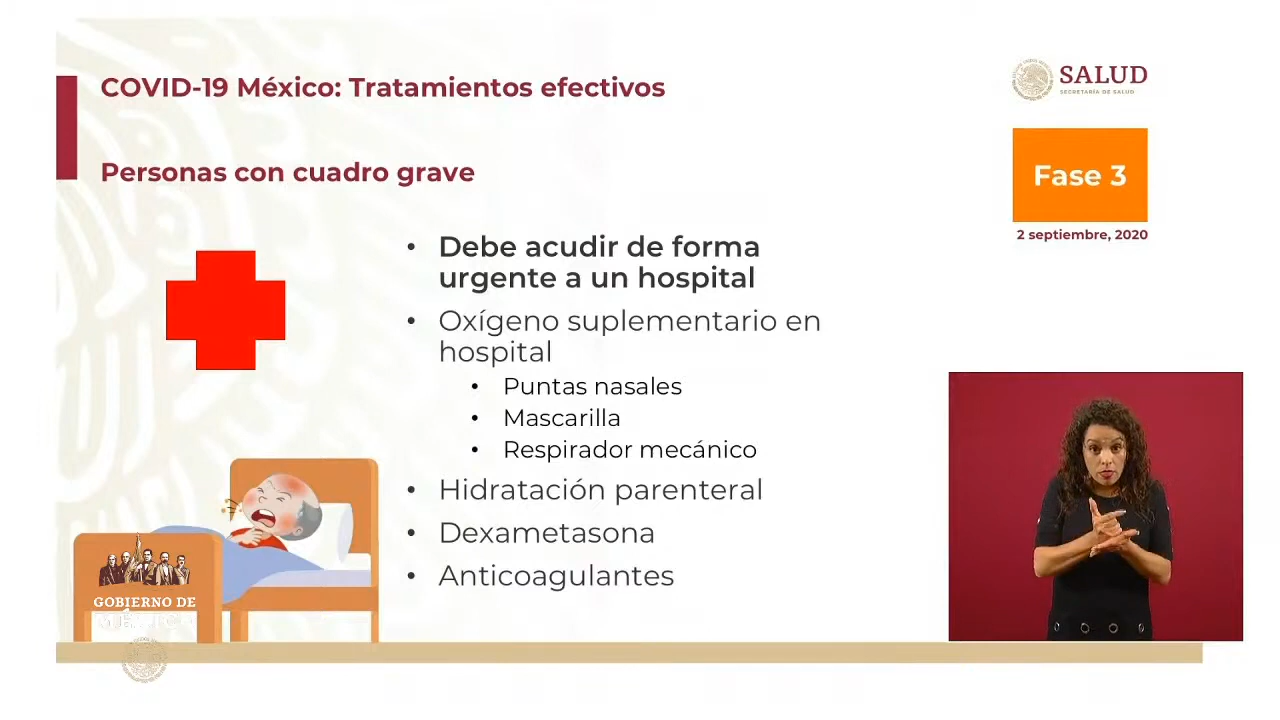 COVID-19 México: Tratamientos efectivos
SALUD
SECRETARÍA DE SALUD
Personas con cuadro grave
Fase 3
2 septiembre, 2020
• Debe acudir de forma
urgente a un hospital
• Oxígeno suplementario en
hospital
• Puntas nasales
• Mascarilla
• Respirador mecánico
• Hidratación parenteral
• Dexametasona
• Anticoagulantes
GOBIERNO DE
MÉXICO